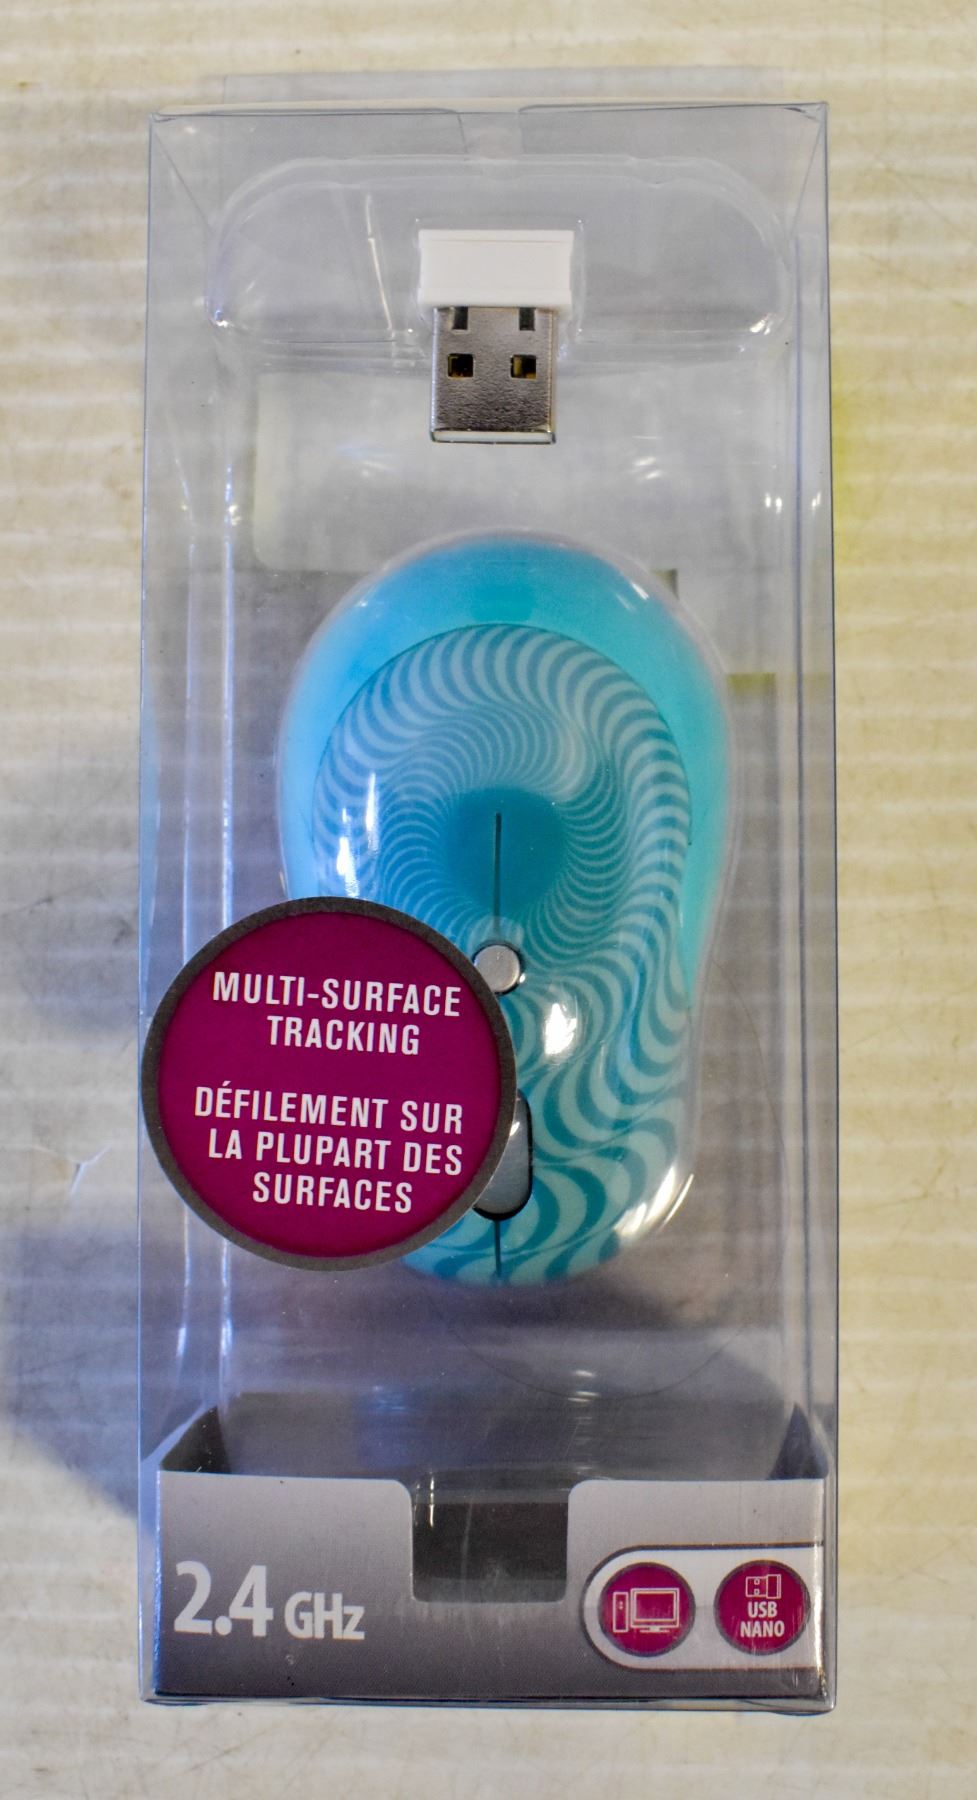 MULTI-SURFACE
TRACKING
DÉFILEMENT SUR
LA PLUPART DES
SURFACES
2.4 GHz
USB
NANO